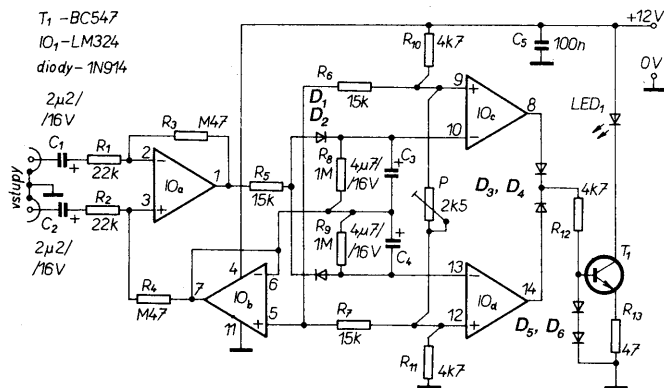 T1 -BC547
IO1-LM324
diody-1N914
2µ2/
/16V
C1
+
R1
22k
R3
M47
2
3
1
IOa
vstupy
C2
+
2µ2/
/16V
R2
22k
R4
M47
7
IOb
4
11
6
5
R5
15k
R6
15k
D1
D2
R8
1M
4µ7/
/16V
C3
+
R9
1M
4µ7/
/16V
C4
+
R7
15k
R10
4k7
R11
4k7
P
2k5
9
10
8
IOc
13
12
14
IOd
D3, D4
D5, D6
C5
100n
+12V
0V
LED1
4k7
R12
T1
R13
47